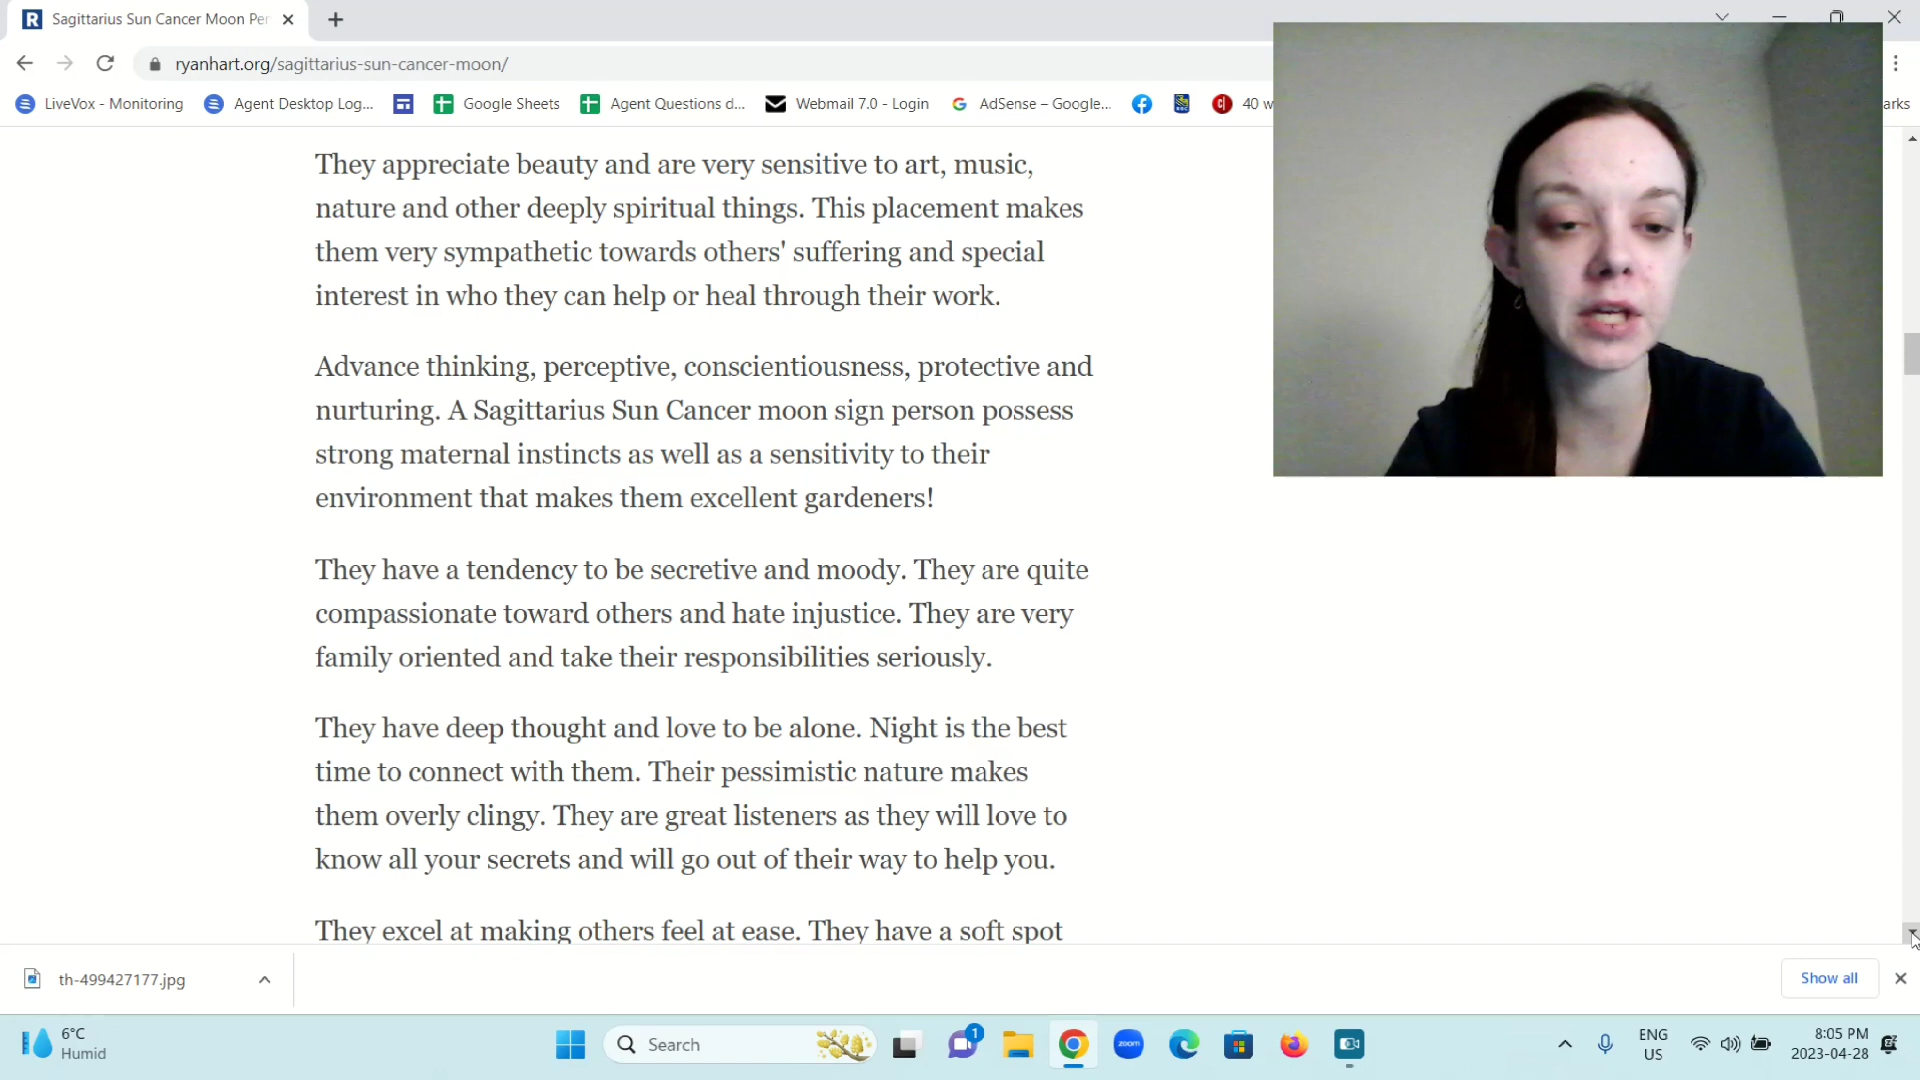 Sagittarius Sun Cancer Moon Per
ryanhart.org/sagittarius-sun-cancer-moon/
LiveVox - Monitoring
Agent Desktop Log...
Google Sheets
Agent Questions d...
Webmail 7.0 - Login
AdSense – Google...
40 w
arks
They appreciate beauty and are very sensitive to art, music,
nature and other deeply spiritual things. This placement makes
them very sympathetic towards others' suffering and special
interest in who they can help or heal through their work.
Advance thinking, perceptive, conscientiousness, protective and
nurturing. A Sagittarius Sun Cancer moon sign person possess
strong maternal instincts as well as a sensitivity to their
environment that makes them excellent gardeners!
They have a tendency to be secretive and moody. They are quite
compassionate toward others and hate injustice. They are very
family oriented and take their responsibilities seriously.
They have deep thought and love to be alone. Night is the best
time to connect with them. Their pessimistic nature makes
them overly clingy. They are great listeners as they will love to
know all your secrets and will go out of their way to help you.
They excel at making others feel at ease. They have a soft spot
th-499427177.jpg
Show all
6°C
Humid
Search
1
zoom
ENG
US
8:05 PM
2023-04-28